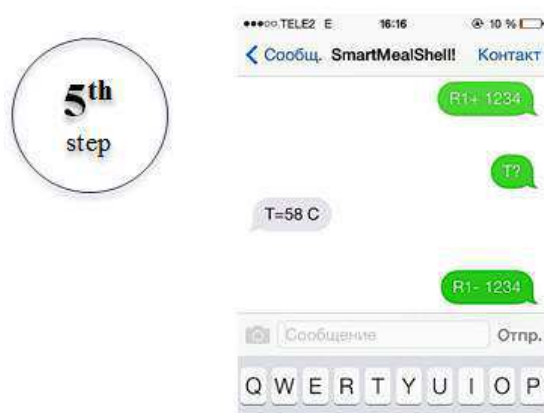 5th
step
TELE2 E 16:16 @ 10 %
Сообщ. SmartMealShell! Контакт
R1+ 1234
T?
T=58 C
R1- 1234
Сообщение Отпр.
Q W E R T Y U I O P